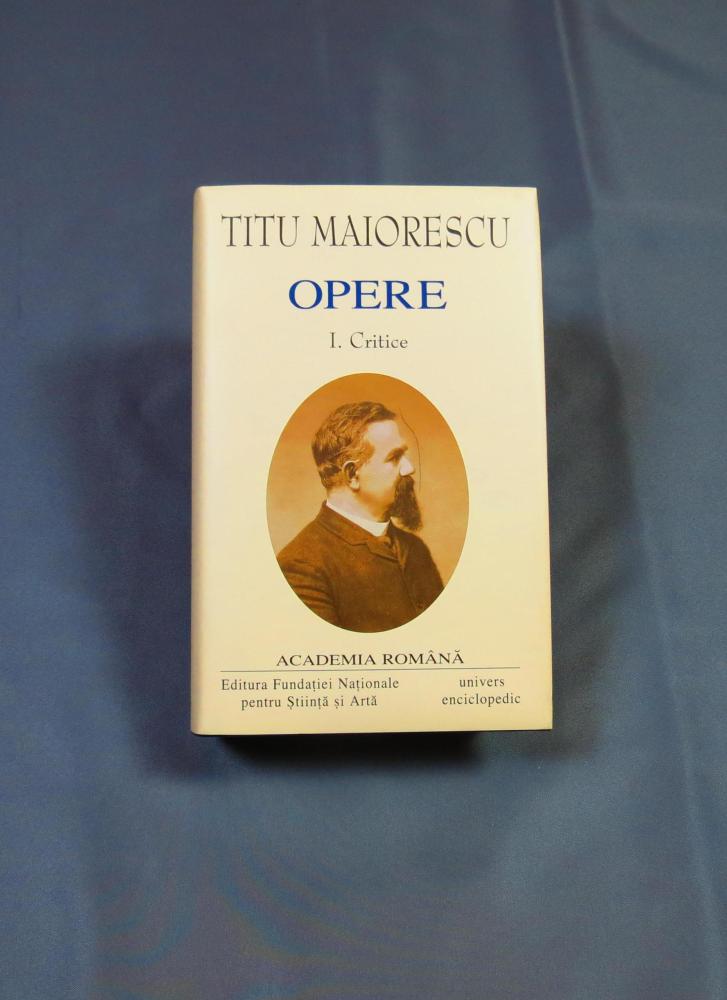 TITU MAIORESCU
OPERE
I. Critice
ACADEMIA ROMÂNĂ
Editura Fundației Naționale
pentru Știință și Artă
univers
enciclopedic